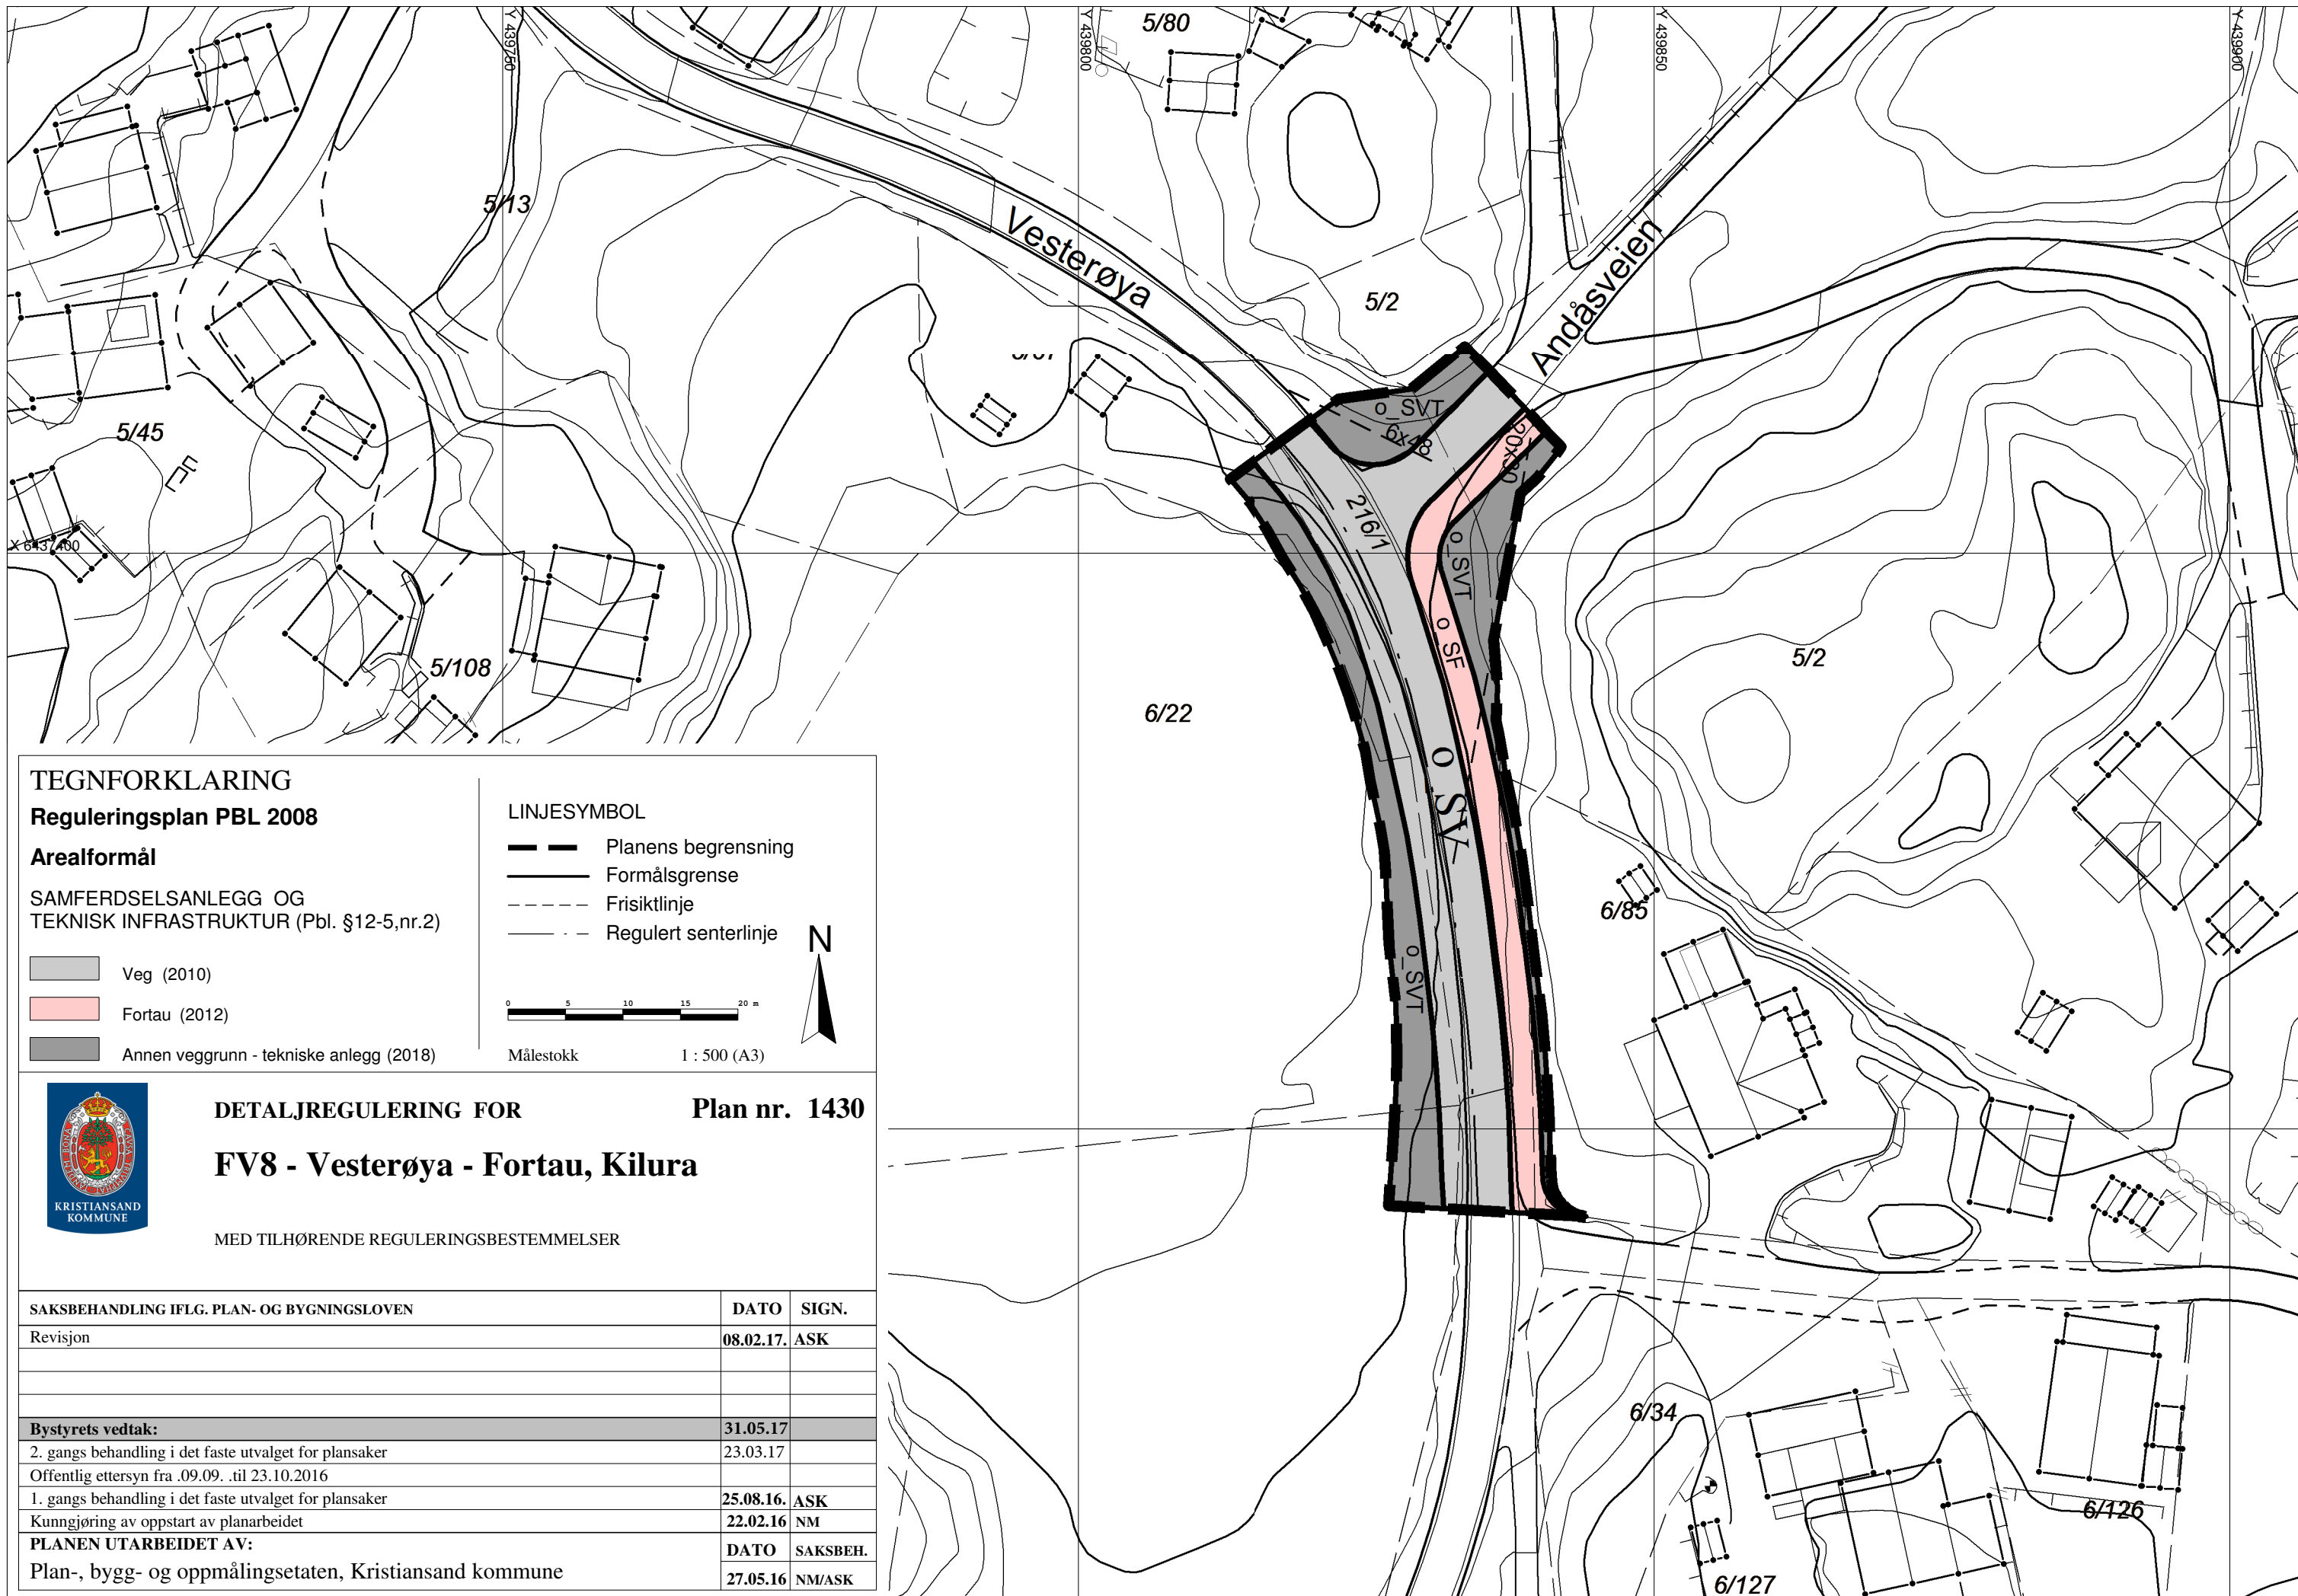 Y 439750
Y 439800
Y 439850
Y 439900
5/80
5/13
Vesterøya
Andåsveien
5/2
5/45
o_SVT
6x48
216/1
X 6437400
o_SVT
o_SF
5/108
5/2
6/22
o_SV
6/85
o_SVT
6/34
6/126
6/127
TEGNFORKLARING
Reguleringsplan PBL 2008
Arealformål
SAMFERDSELSANLEGG OG
TEKNISK INFRASTRUKTUR (Pbl. §12-5,nr.2)
Veg (2010)
Fortau (2012)
Annen veggrunn - tekniske anlegg (2018)
LINJESYMBOL
Planens begrensning
Formålsgrense
Frisiktlinje
Regulert senterlinje
N
0 5 10 15 20 m
Målestokk 1 : 500 (A3)
KRISTIANSAND
KOMMUNE
DETALJREGULERING FOR Plan nr. 1430
FV8 - Vesterøya - Fortau, Kilura
MED TILHØRENDE REGULERINGSBESTEMMELSER
SAKSBEHANDLING IFLG. PLAN- OG BYGNINGSLOVEN DATO SIGN.
Revisjon 08.02.17. ASK
Bystyrets vedtak: 31.05.17
2. gangs behandling i det faste utvalget for plansaker 23.03.17
Offentlig ettersyn fra .09.09. .til 23.10.2016
1. gangs behandling i det faste utvalget for plansaker 25.08.16. ASK
Kunngjøring av oppstart av planarbeidet 22.02.16 NM
PLANEN UTARBEIDET AV: DATO SAKSBEH.
Plan-, bygg- og oppmålingsetaten, Kristiansand kommune 27.05.16 NM/ASK